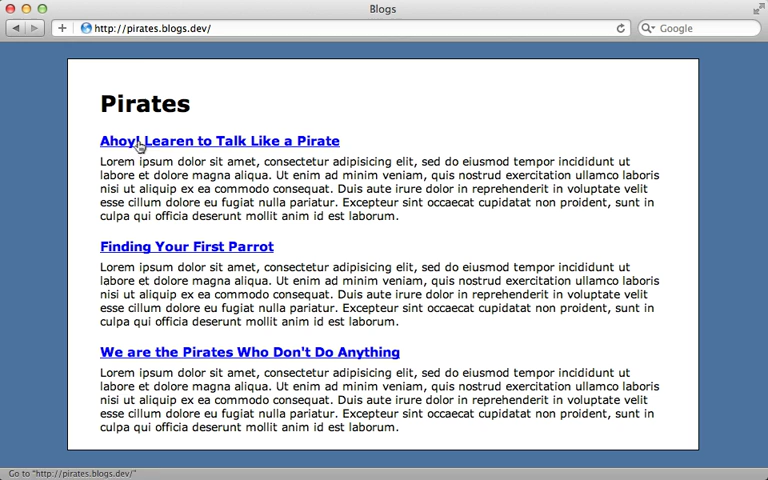 Blogs
http://pirates.blogs.dev/
Google
Pirates
Ahoy! Learen to Talk Like a Pirate
Lorem ipsum dolor sit amet, consectetur adipisicing elit, sed do eiusmod tempor incididunt ut
labore et dolore magna aliqua. Ut enim ad minim veniam, quis nostrud exercitation ullamco laboris
nisi ut aliquip ex ea commodo consequat. Duis aute irure dolor in reprehenderit in voluptate velit
esse cillum dolore eu fugiat nulla pariatur. Excepteur sint occaecat cupidatat non proident, sunt in
culpa qui officia deserunt mollit anim id est laborum.
Finding Your First Parrot
Lorem ipsum dolor sit amet, consectetur adipisicing elit, sed do eiusmod tempor incididunt ut
labore et dolore magna aliqua. Ut enim ad minim veniam, quis nostrud exercitation ullamco laboris
nisi ut aliquip ex ea commodo consequat. Duis aute irure dolor in reprehenderit in voluptate velit
esse cillum dolore eu fugiat nulla pariatur. Excepteur sint occaecat cupidatat non proident, sunt in
culpa qui officia deserunt mollit anim id est laborum.
We are the Pirates Who Don't Do Anything
Lorem ipsum dolor sit amet, consectetur adipisicing elit, sed do eiusmod tempor incididunt ut
labore et dolore magna aliqua. Ut enim ad minim veniam, quis nostrud exercitation ullamco laboris
nisi ut aliquip ex ea commodo consequat. Duis aute irure dolor in reprehenderit in voluptate velit
esse cillum dolore eu fugiat nulla pariatur. Excepteur sint occaecat cupidatat non proident, sunt in
culpa qui officia deserunt mollit anim id est laborum.
Go to "http://pirates.blogs.dev/"